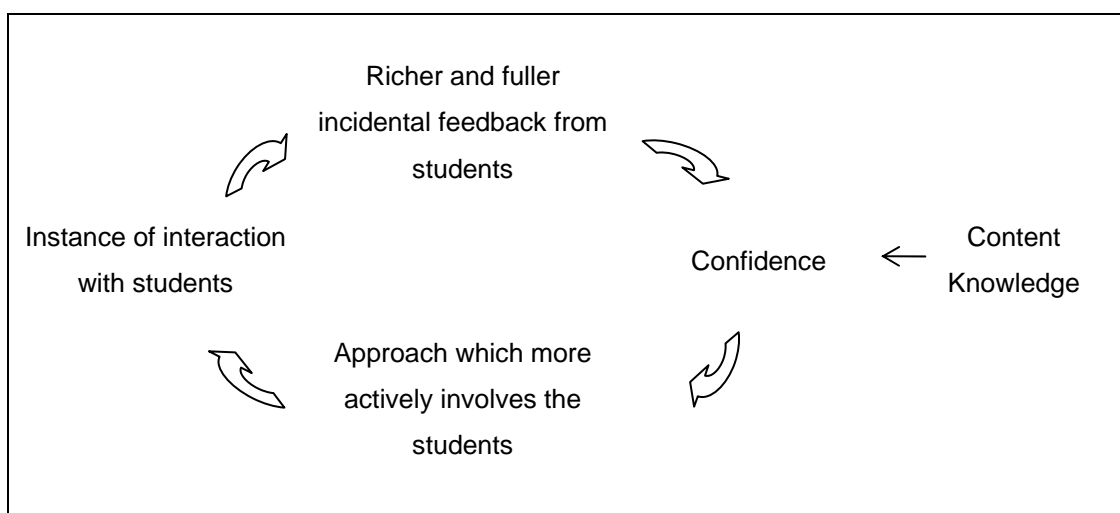 Richer and fuller
incidental feedback from
students
Instance of interaction
with students
Confidence
Content
Knowledge
Approach which more
actively involves the
students